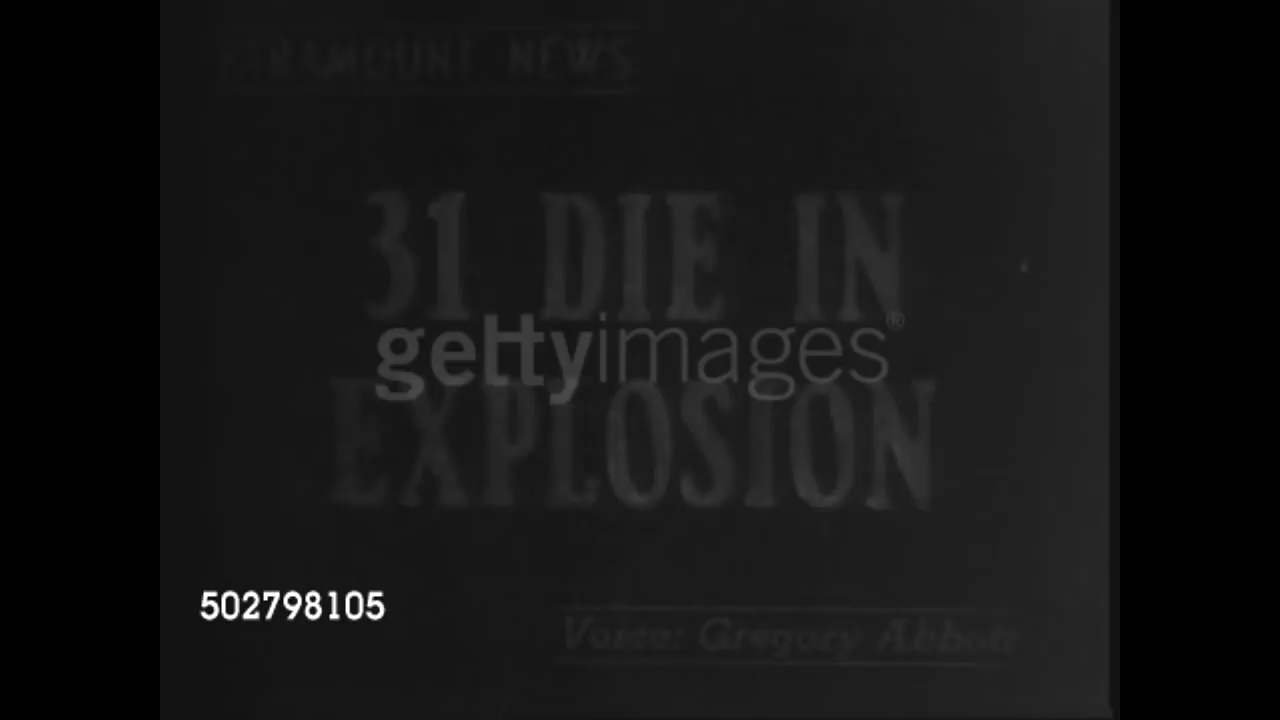 PARAMOUNT NEWS
31 DIE IN
gettyimages®
EXPLOSION
502798105
Voice: Gregory Abbott